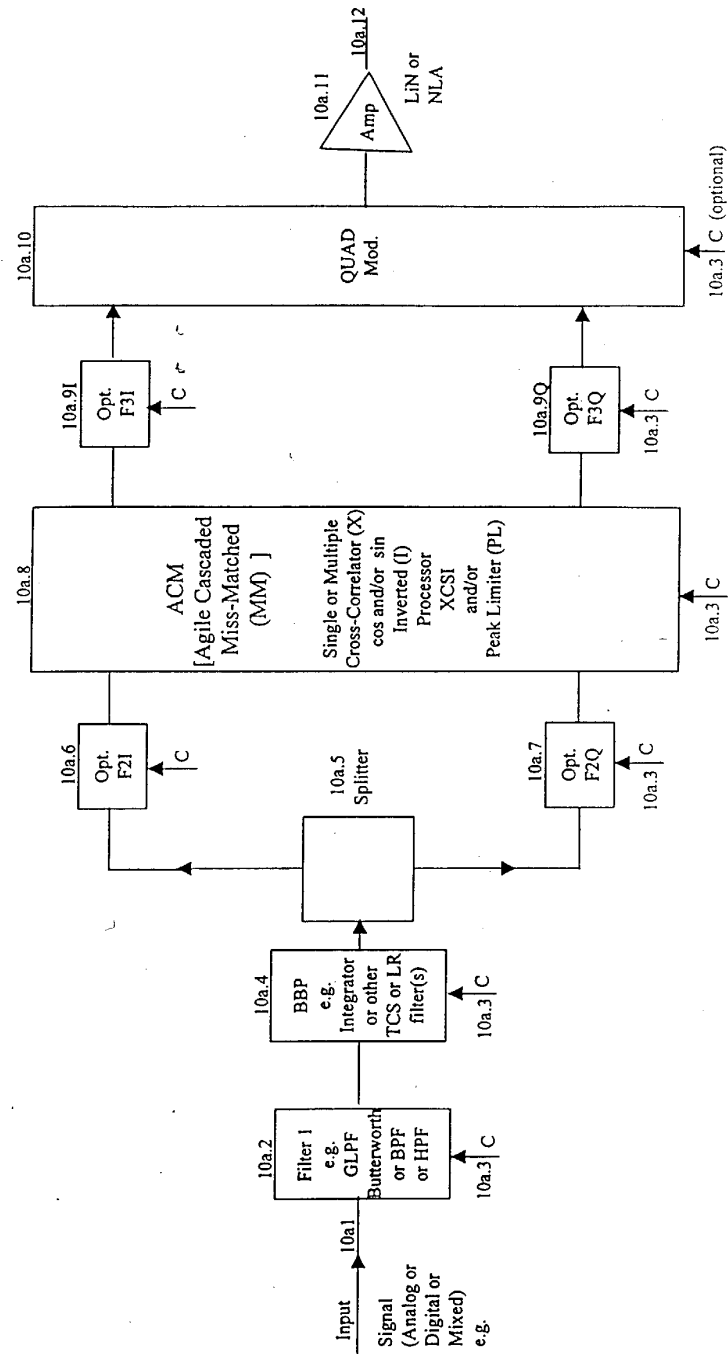 Input
Signal
(Analog or
Digital or
Mixed)
e.g.
10a1
10a.2
Filter 1
e.g.
GLPF
Butterworth
or BPF
or HPF
10a.3 C
10a.4
BBP
e.g.
Integrator
or other
TCS or LR
filter(s)
10a.3 C
10a.5
Splitter
10a.6
Opt.
F2I
C
10a.7
Opt.
F2Q
10a.3 C
10a.8
ACM
[Agile Cascaded
Miss-Matched
(MM) ]
Single or Multiple
Cross-Correlator (X)
cos and/or sin
Inverted (I)
Processor
XCSI
and/or
Peak Limiter (PL)
10a.3 C
10a.9I
Opt.
F3I
C
10a.9Q
Opt.
F3Q
10a.3 C
10a.10
QUAD
Mod.
10a.3 C (optional)
10a.11
Amp
LiN or
NLA
10a.12